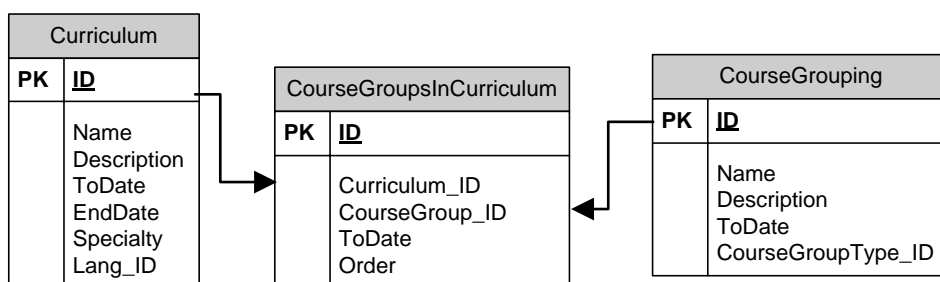 Curriculum
PK ID
Name
Description
ToDate
EndDate
Specialty
Lang_ID
CourseGroupsInCurriculum
PK ID
Curriculum_ID
CourseGroup_ID
ToDate
Order
CourseGrouping
PK ID
Name
Description
ToDate
CourseGroupType_ID